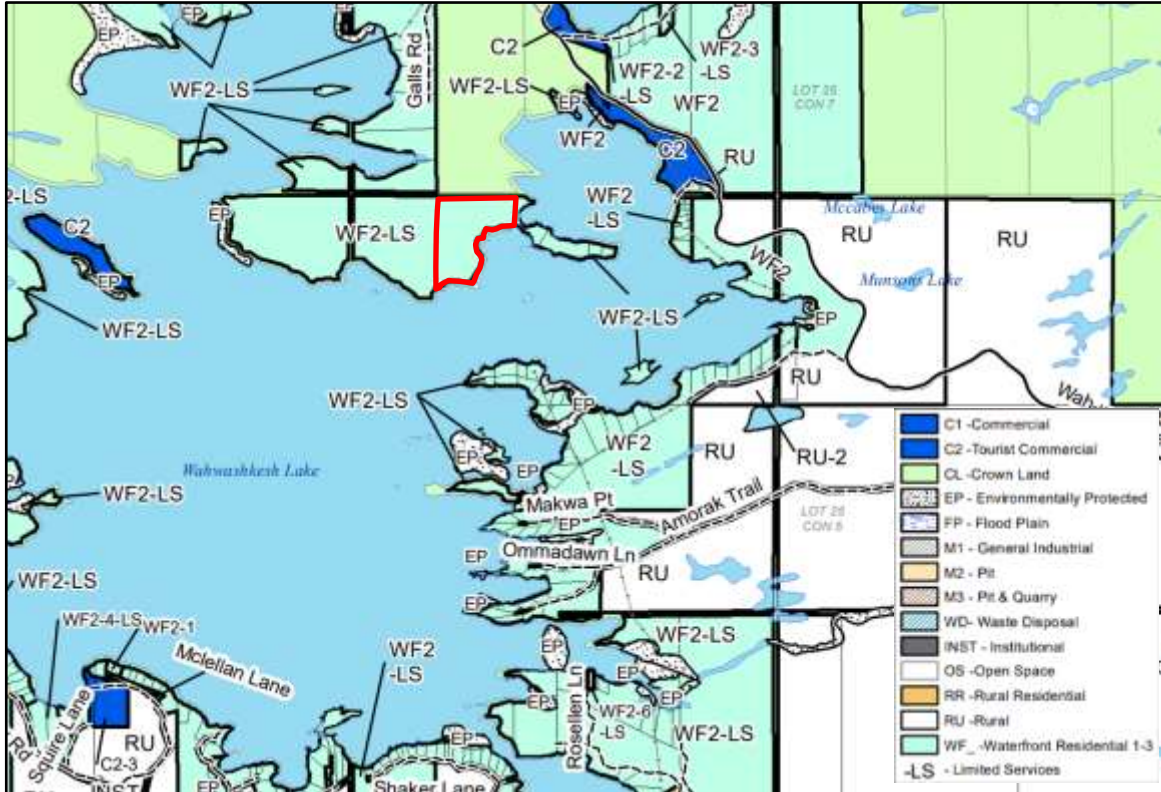 EP
C2
WF2-3
-LS
WF2-LS
Galls Rd
WF2-LS
WF2-2
-LS
WF2
LOT 25
CON 7
EP
WF2
C2
RU
C2
EP
WF2-LS
WF2
-LS
Mccabes Lake
RU
RU
WF2
Munsons Lake
EP
WF2-LS
WF2-LS
EP
RU
WF2-LS
EP
EP
EP
WF2
-LS
RU
RU-2
Wahwashkesh Lake
WF2-LS
Makwa Pt
EP
Amorak Trail
LOT 25
CON 5
Ommadawn Ln
EP
RU
RU
EP
WF2-LS
WF2-4-LS
WF2-1
Mclellan Lane
WF2
-LS
EP
WF2-LS
EP
EP
EP
Rosellen Ln
WF2-6
-LS
WF2-LS
Squire Lane
Rd
RU
C2-3
INST
EP
EP
Shaker Lane
C1 -Commercial
C2 -Tourist Commercial
CL -Crown Land
EP - Environmentally Protected
FP - Flood Plain
M1 - General Industrial
M2 - Pit
M3 - Pit & Quarry
WD- Waste Disposal
INST - Institutional
OS -Open Space
RR -Rural Residential
RU -Rural
WF_ -Waterfront Residential 1-3
-LS - Limited Services